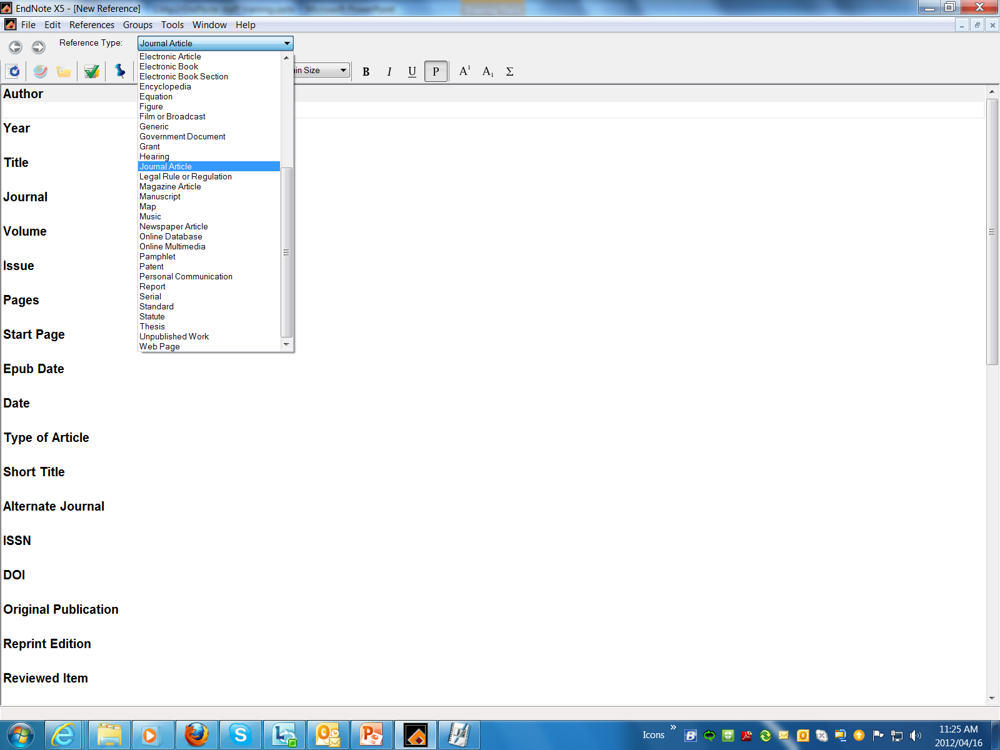 EndNote X5 - [New Reference]
File Edit References Groups Tools Window Help
Reference Type: Journal Article
in Size B I U P A1 A1 Σ
Electronic Article
Electronic Book
Electronic Book Section
Encyclopedia
Equation
Figure
Film or Broadcast
Generic
Government Document
Grant
Hearing
Journal Article
Legal Rule or Regulation
Magazine Article
Manuscript
Map
Music
Newspaper Article
Online Database
Online Multimedia
Pamphlet
Patent
Personal Communication
Report
Serial
Standard
Statute
Thesis
Unpublished Work
Web Page
Author
Year
Title
Journal
Volume
Issue
Pages
Start Page
Epub Date
Date
Type of Article
Short Title
Alternate Journal
ISSN
DOI
Original Publication
Reprint Edition
Reviewed Item
Icons »
11:25 AM
2012/04/16